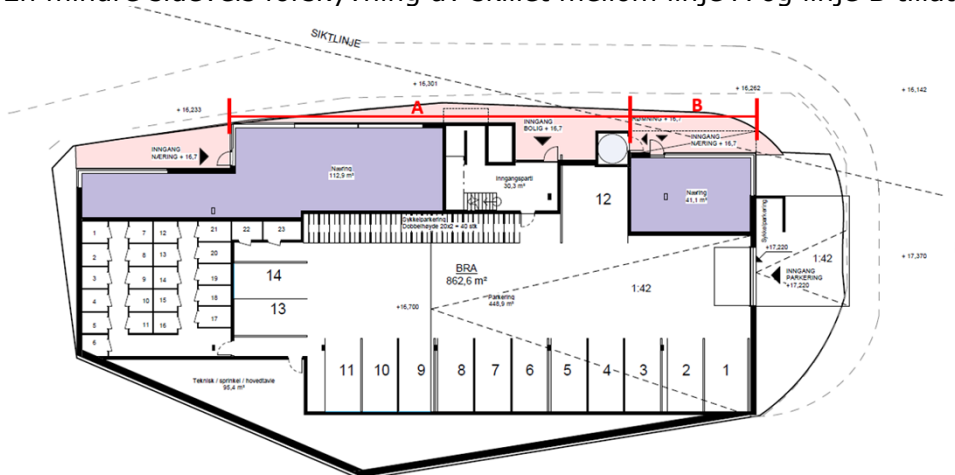 En mindre sideveis forskyvning av skillet mellom linje A og linje B tillat
SIKTLINJE
+ 16,301
+ 16,262
+ 16,142
+ 16,233
A
B
INNGANG
BOLIG + 16,7
RØMNING + 16,7
INNGANG
NÆRING + 16,7
INNGANG
NÆRING + 16,7
Næring
112,9 m²
Inngangsparti
30,3 m²
12
Næring
41,1 m²
Sykkelparkering
Dobbelhøyde 20x2 = 40 stk
Sykkelparkering
+17,220
1:42
+17,370
INNGANG
PARKERING
+17,220
1 7 12 21 22 23
2 8 13 20
3 9 14 19
4 10 15 18
5 11 16 17
6
14
13
BRA
862,6 m²
1:42
+16,700
Parkering
448,9 m²
11 10 9 8 7 6 5 4 3 2 1
Teknisk / sprinkel / hovedtavle
95,4 m²